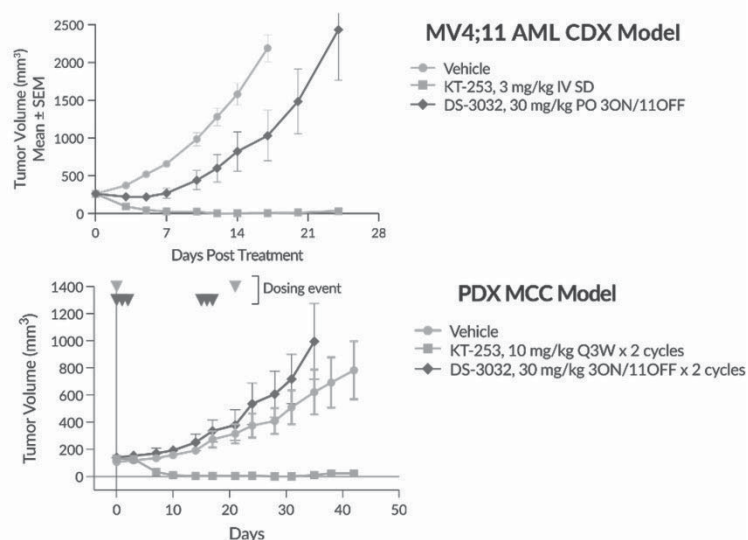 MV4;11 AML CDX Model
Vehicle
KT-253, 3 mg/kg IV SD
DS-3032, 30 mg/kg PO 3ON/11OFF
Tumor Volume (mm³)
Mean ± SEM
2500
2000
1500
1000
500
0
0 7 14 21 28
Days Post Treatment
PDX MCC Model
Vehicle
KT-253, 10 mg/kg Q3W x 2 cycles
DS-3032, 30 mg/kg 3ON/11OFF x 2 cycles
Dosing event
Tumor Volume (mm³)
1400
1200
1000
800
600
400
200
0
0 10 20 30 40 50
Days